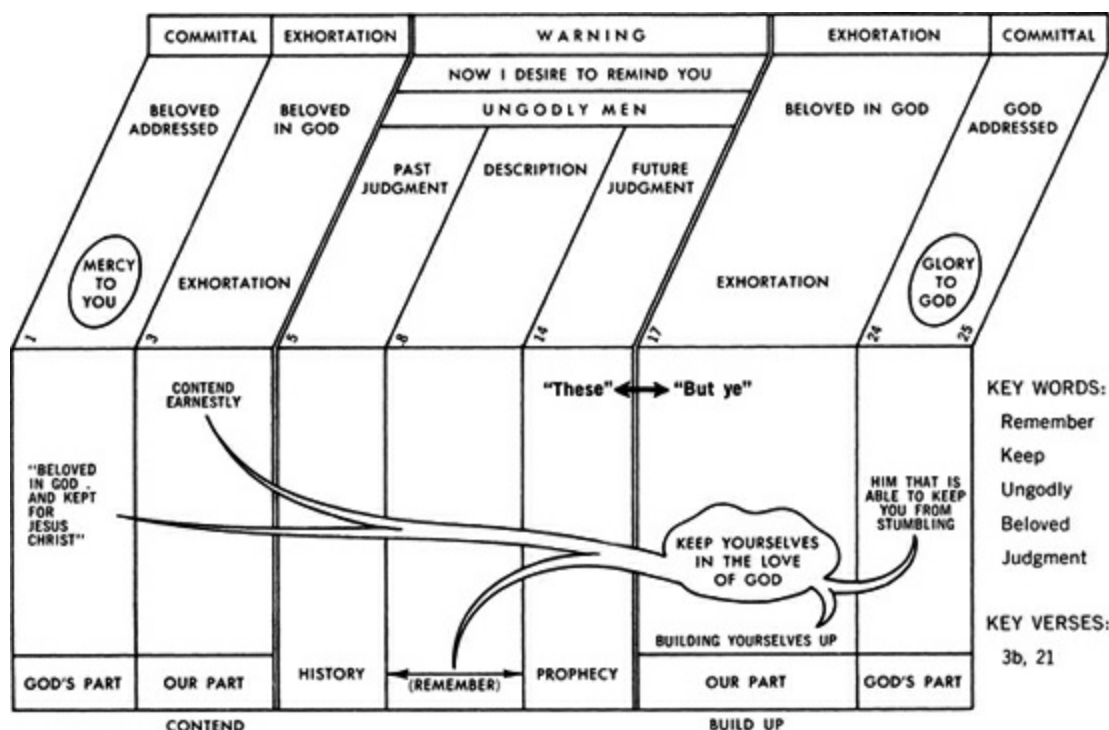 COMMITTAL
EXHORTATION
WARNING
EXHORTATION
COMMITTAL
NOW I DESIRE TO REMIND YOU
UNGODLY MEN
BELOVED
ADDRESSED
BELOVED
IN GOD
PAST
JUDGMENT
DESCRIPTION
FUTURE
JUDGMENT
BELOVED IN GOD
GOD
ADDRESSED
MERCY
TO
YOU
EXHORTATION
EXHORTATION
GLORY
TO
GOD
1
3
5
8
14
17
24
25
CONTEND
EARNESTLY
"These"
"But ye"
"BELOVED
IN GOD .
AND KEPT
FOR
JESUS
CHRIST"
KEEP YOURSELVES
IN THE LOVE
OF GOD
HIM THAT IS
ABLE TO KEEP
YOU FROM
STUMBLING
BUILDING YOURSELVES UP
GOD'S PART
OUR PART
HISTORY
(REMEMBER)
PROPHECY
OUR PART
GOD'S PART
CONTEND
BUILD UP
KEY WORDS:
Remember
Keep
Ungodly
Beloved
Judgment
KEY VERSES:
3b, 21